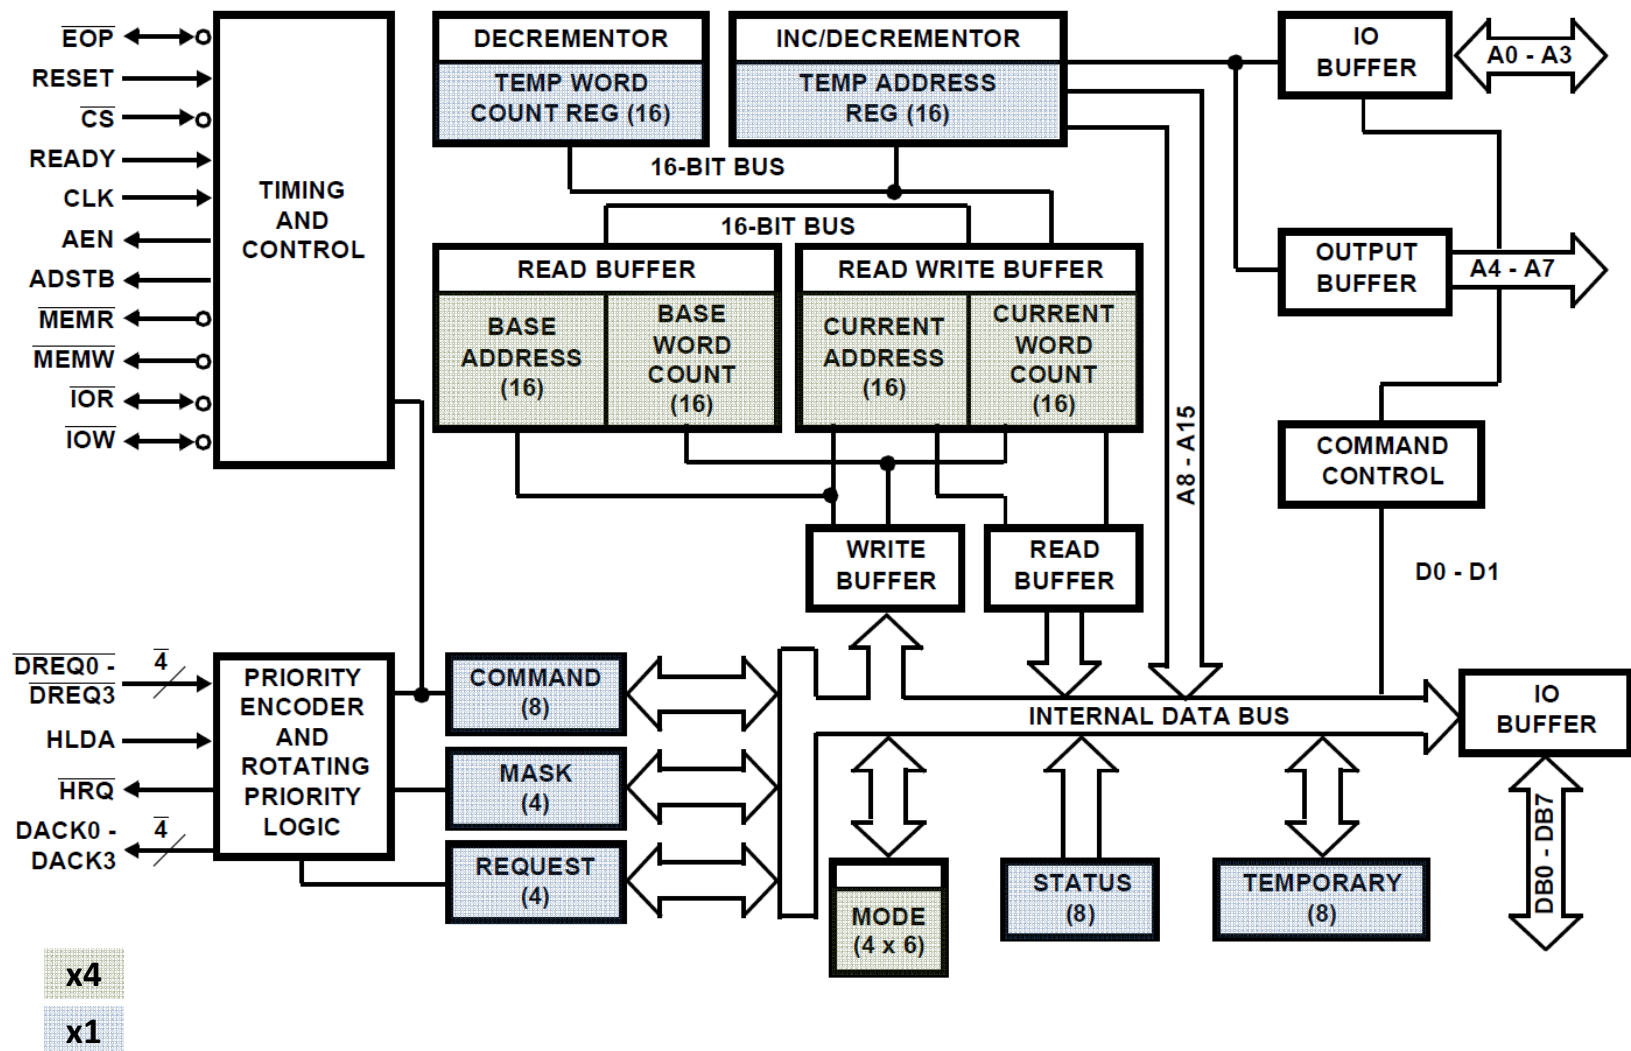 EOP
RESET
CS
READY
CLK
AEN
ADSTB
MEMR
MEMW
IOR
IOW
TIMING
AND
CONTROL
DECREMENTOR
TEMP WORD
COUNT REG (16)
INC/DECREMENTOR
TEMP ADDRESS
REG (16)
16-BIT BUS
16-BIT BUS
READ BUFFER
BASE
ADDRESS
(16)
BASE
WORD
COUNT
(16)
READ WRITE BUFFER
CURRENT
ADDRESS
(16)
CURRENT
WORD
COUNT
(16)
A8 - A15
IO
BUFFER
A0 - A3
OUTPUT
BUFFER
A4 - A7
COMMAND
CONTROL
D0 - D1
WRITE
BUFFER
READ
BUFFER
DREQ0 -
DREQ3
4
HLDA
HRQ
DACK0 -
DACK3
4
PRIORITY
ENCODER
AND
ROTATING
PRIORITY
LOGIC
COMMAND
(8)
MASK
(4)
REQUEST
(4)
INTERNAL DATA BUS
IO
BUFFER
DB0 - DB7
MODE
(4 x 6)
STATUS
(8)
TEMPORARY
(8)
x4
x1